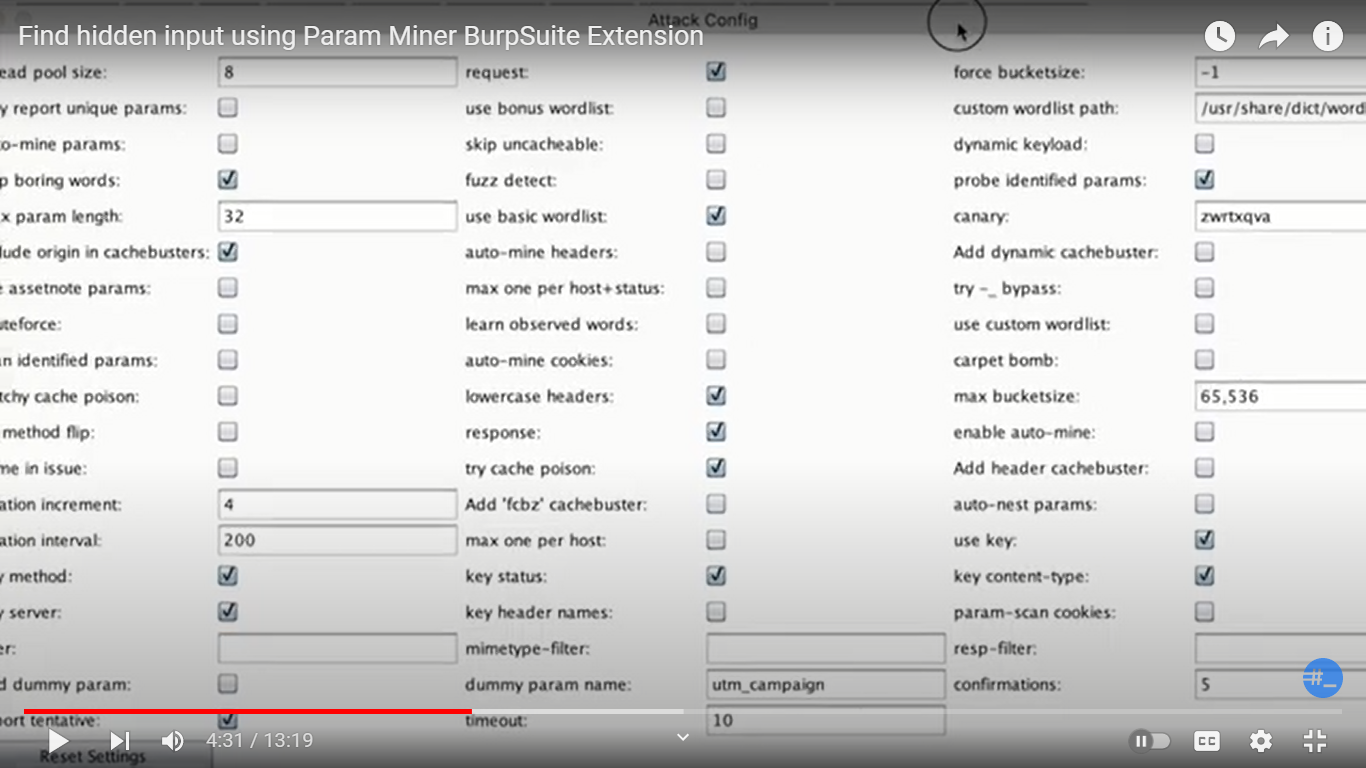 Attack Config
Find hidden input using Param Miner BurpSuite Extension
ead pool size: 8 request: force bucketsize: -1
y report unique params: use bonus wordlist: custom wordlist path: /usr/share/dict/word
o-mine params: skip uncacheable: dynamic keyload:
p boring words: fuzz detect: probe identified params:
x param length: 32 use basic wordlist: canary: zwrtxqva
lude origin in cachebusters: auto-mine headers: Add dynamic cachebuster:
e assetnote params: max one per host+status: try -_ bypass:
uteforce: learn observed words: use custom wordlist:
n identified params: auto-mine cookies: carpet bomb:
tchy cache poison: lowercase headers: max bucketsize: 65,536
method flip: response: enable auto-mine:
me in issue: try cache poison: Add header cachebuster:
ation increment: 4 Add 'fcbz' cachebuster: auto-nest params:
ation interval: 200 max one per host: use key:
y method: key status: key content-type:
y server: key header names: param-scan cookies:
er: mimetype-filter: resp-filter:
d dummy param: dummy param name: utm_campaign confirmations: 5
#_
ort tentative: timeout: 10
4:31 / 13:19 CC
Reset Settings